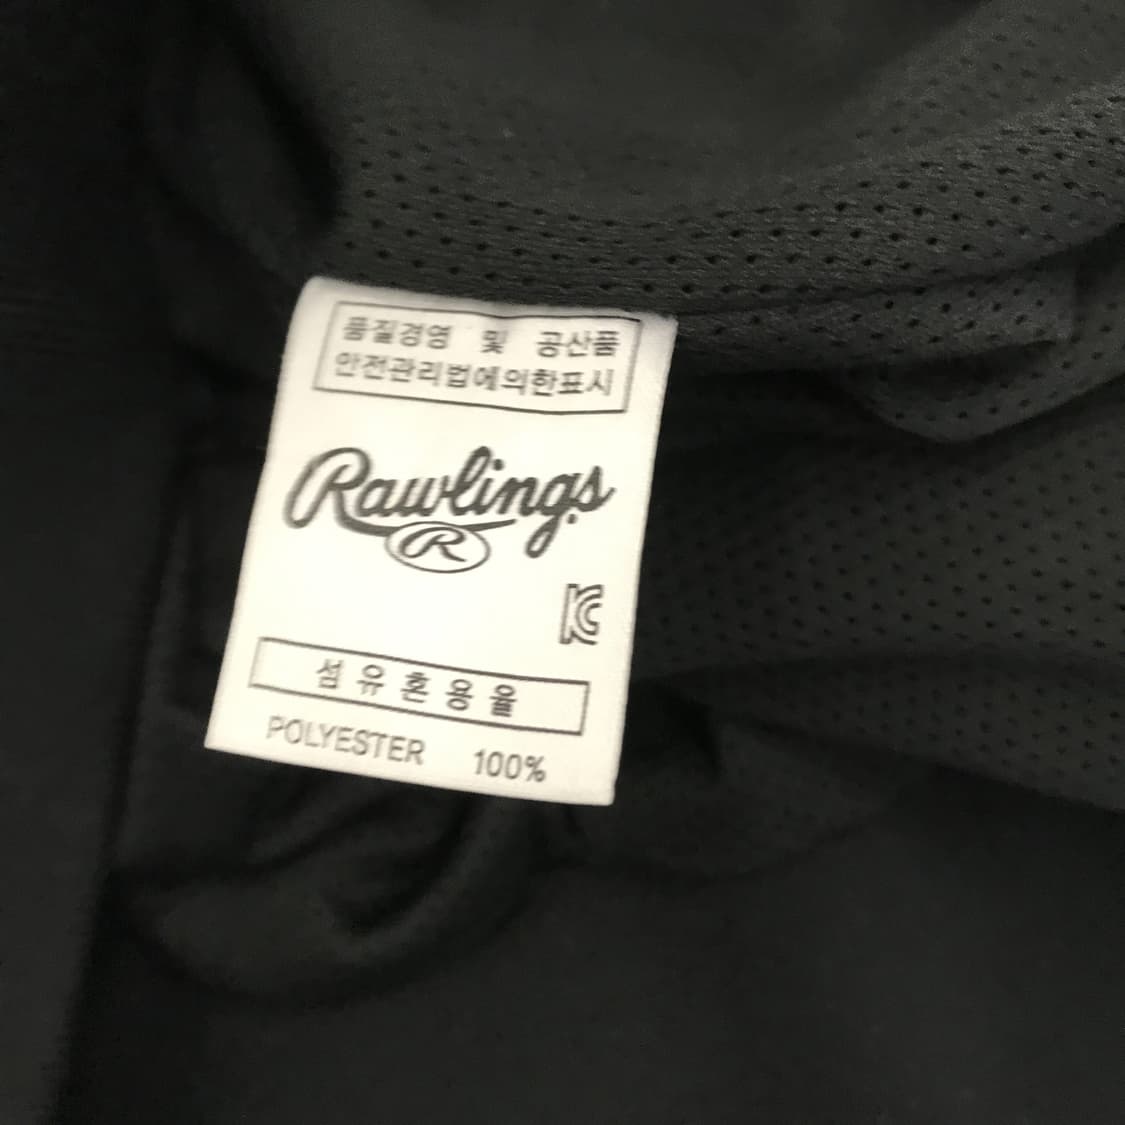 품질경영 및 공산품
안전관리법에의한표시
Rawlings
R
KC
섬유혼용율
POLYESTER 100%